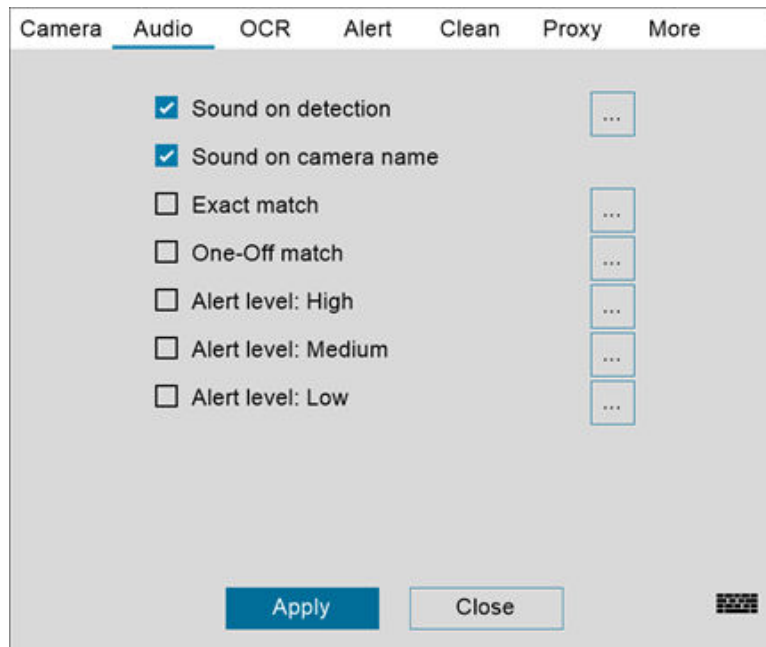 Camera Audio OCR Alert Clean Proxy More
Sound on detection ...
Sound on camera name
Exact match ...
One-Off match ...
Alert level: High ...
Alert level: Medium ...
Alert level: Low ...
Apply Close